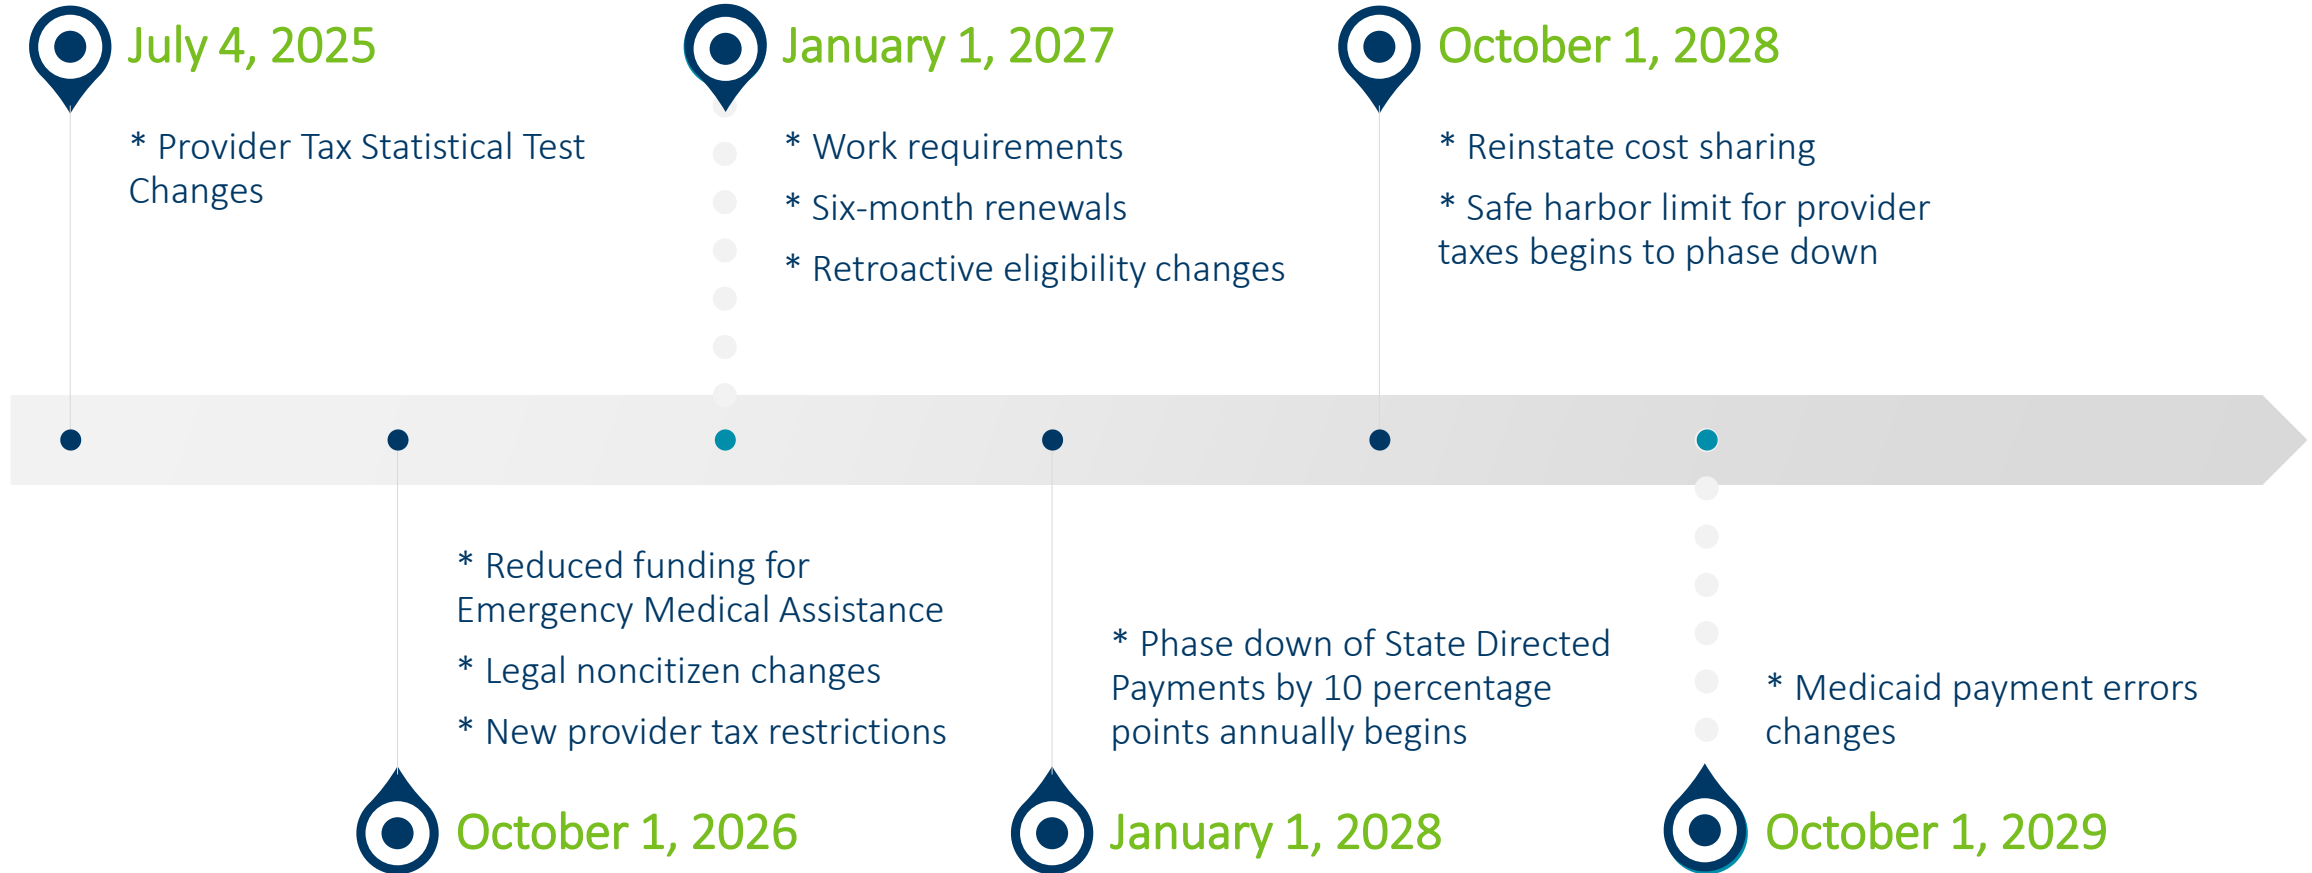 July 4, 2025
* Provider Tax Statistical Test
Changes
January 1, 2027
* Work requirements
* Six-month renewals
* Retroactive eligibility changes
October 1, 2028
* Reinstate cost sharing
* Safe harbor limit for provider
taxes begins to phase down
* Reduced funding for
Emergency Medical Assistance
* Legal noncitizen changes
* New provider tax restrictions
October 1, 2026
* Phase down of State Directed
Payments by 10 percentage
points annually begins
January 1, 2028
* Medicaid payment errors
changes
October 1, 2029